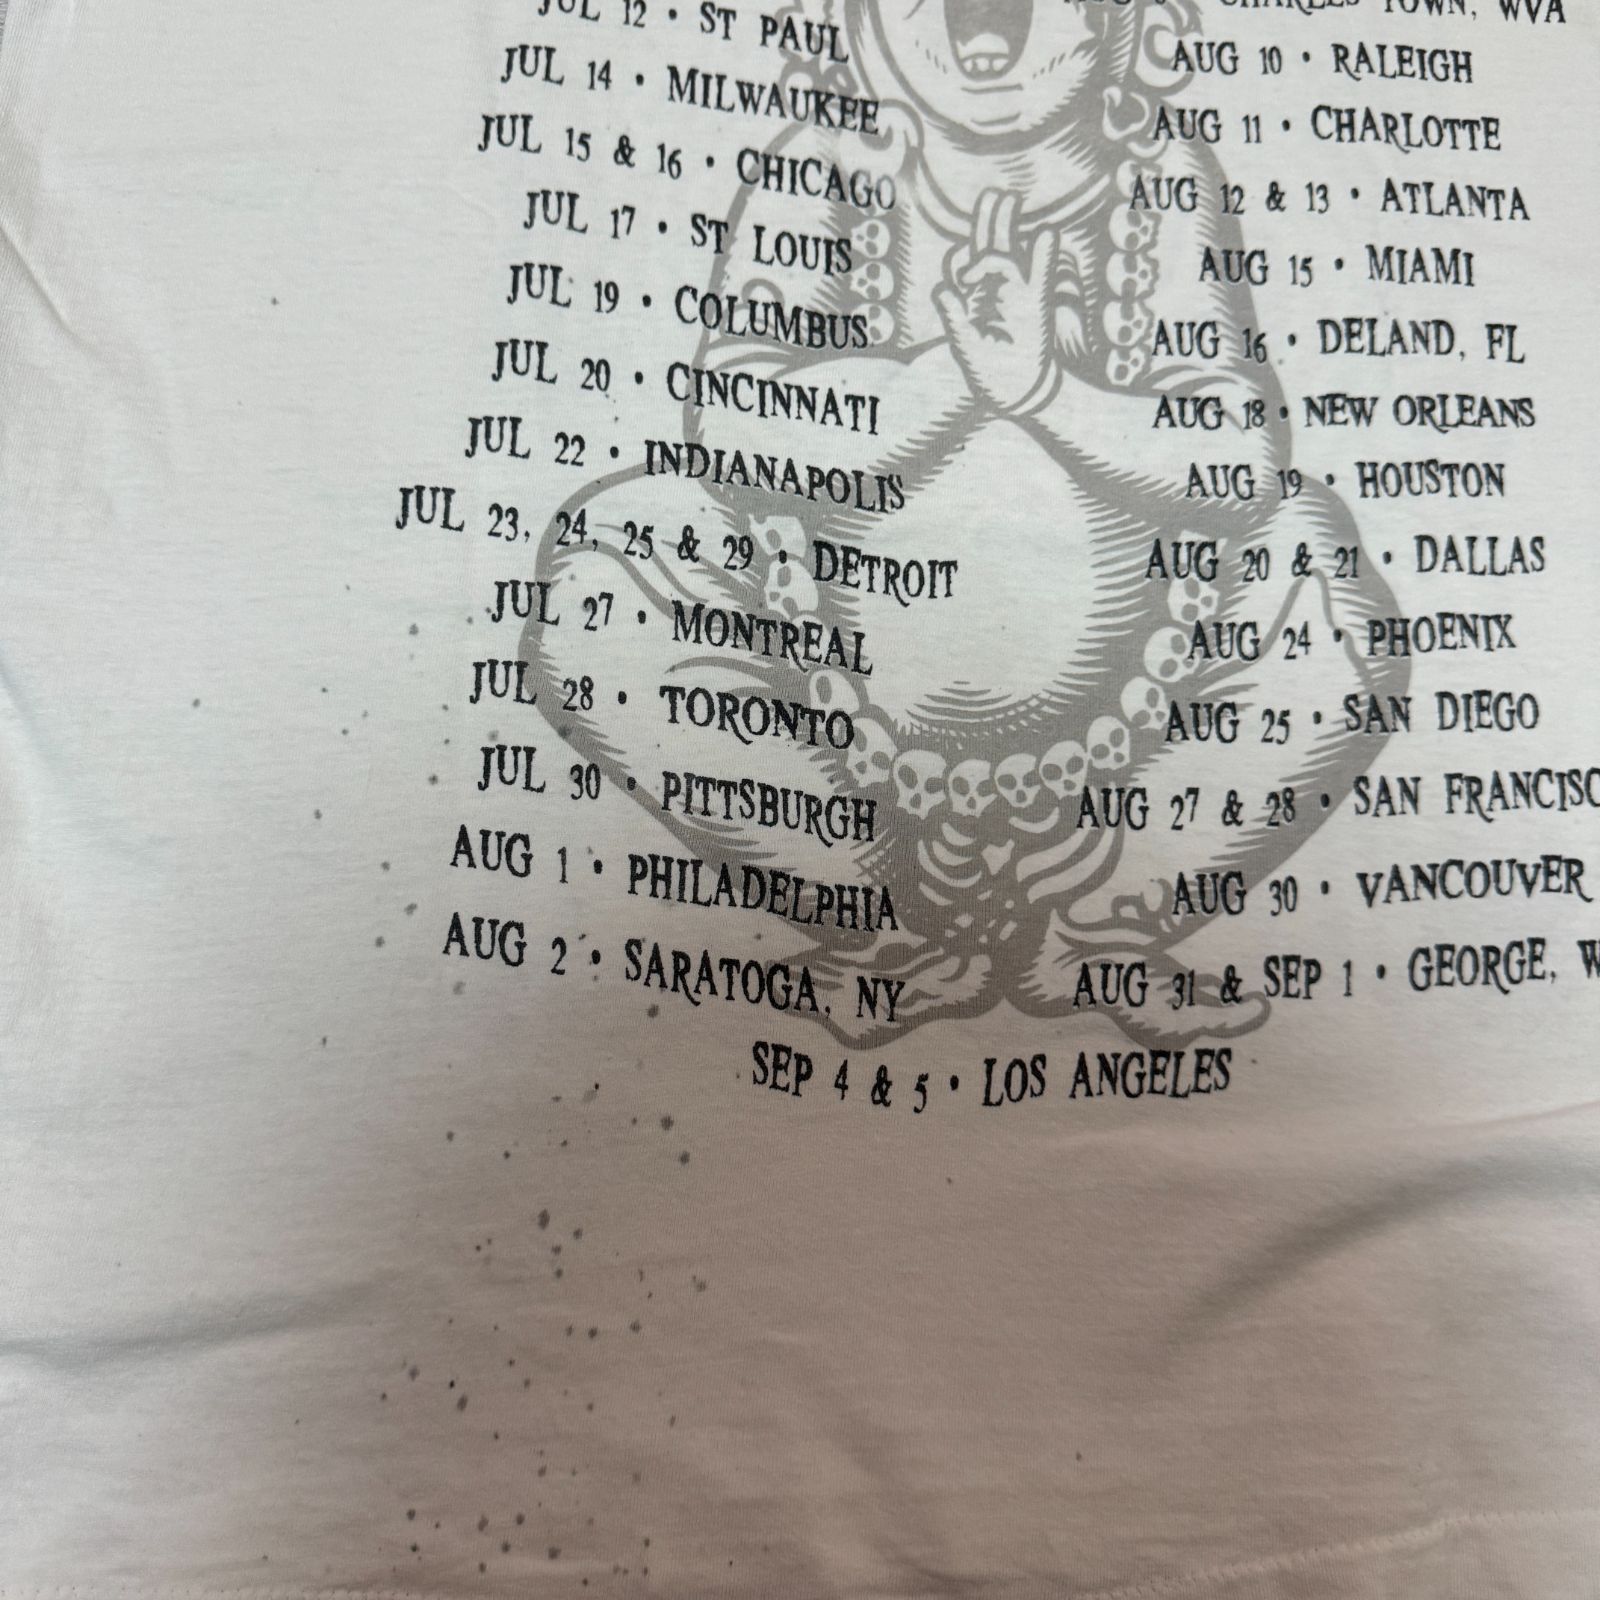 JUL 12 • ST PAUL
JUL 14 • MILWAUKEE
JUL 15 & 16 • CHICAGO
JUL 17 • ST LOUIS
JUL 19 • COLUMBUS
JUL 20 • CINCINNATI
JUL 22 • INDIANAPOLIS
JUL 23, 24, 25 & 29 • DETROIT
JUL 27 • MONTREAL
JUL 28 • TORONTO
JUL 30 • PITTSBURGH
AUG 1 • PHILADELPHIA
AUG 2 • SARATOGA, NY
CHARLES TOWN, WVA
AUG 10 • RALEIGH
AUG 11 • CHARLOTTE
AUG 12 & 13 • ATLANTA
AUG 15 • MIAMI
AUG 16 • DELAND, FL
AUG 18 • NEW ORLEANS
AUG 19 • HOUSTON
AUG 20 & 21 • DALLAS
AUG 24 • PHOENIX
AUG 25 • SAN DIEGO
AUG 27 & 28 • SAN FRANCISC
AUG 30 • VANCOUVER
AUG 31 & SEP 1 • GEORGE, W
SEP 4 & 5 • LOS ANGELES